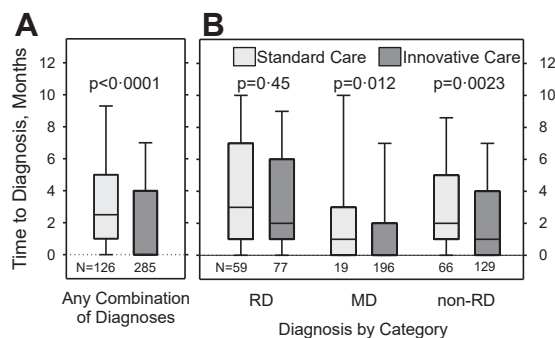 A
B
Standard Care
Innovative Care
Time to Diagnosis, Months
12
10
8
6
4
2
0
p<0·0001
N=126 285
Any Combination
of Diagnoses
p=0·45
p=0·012
p=0·0023
12
10
8
6
4
2
0
N=59 77
19 196
66 129
RD
MD
non-RD
Diagnosis by Category